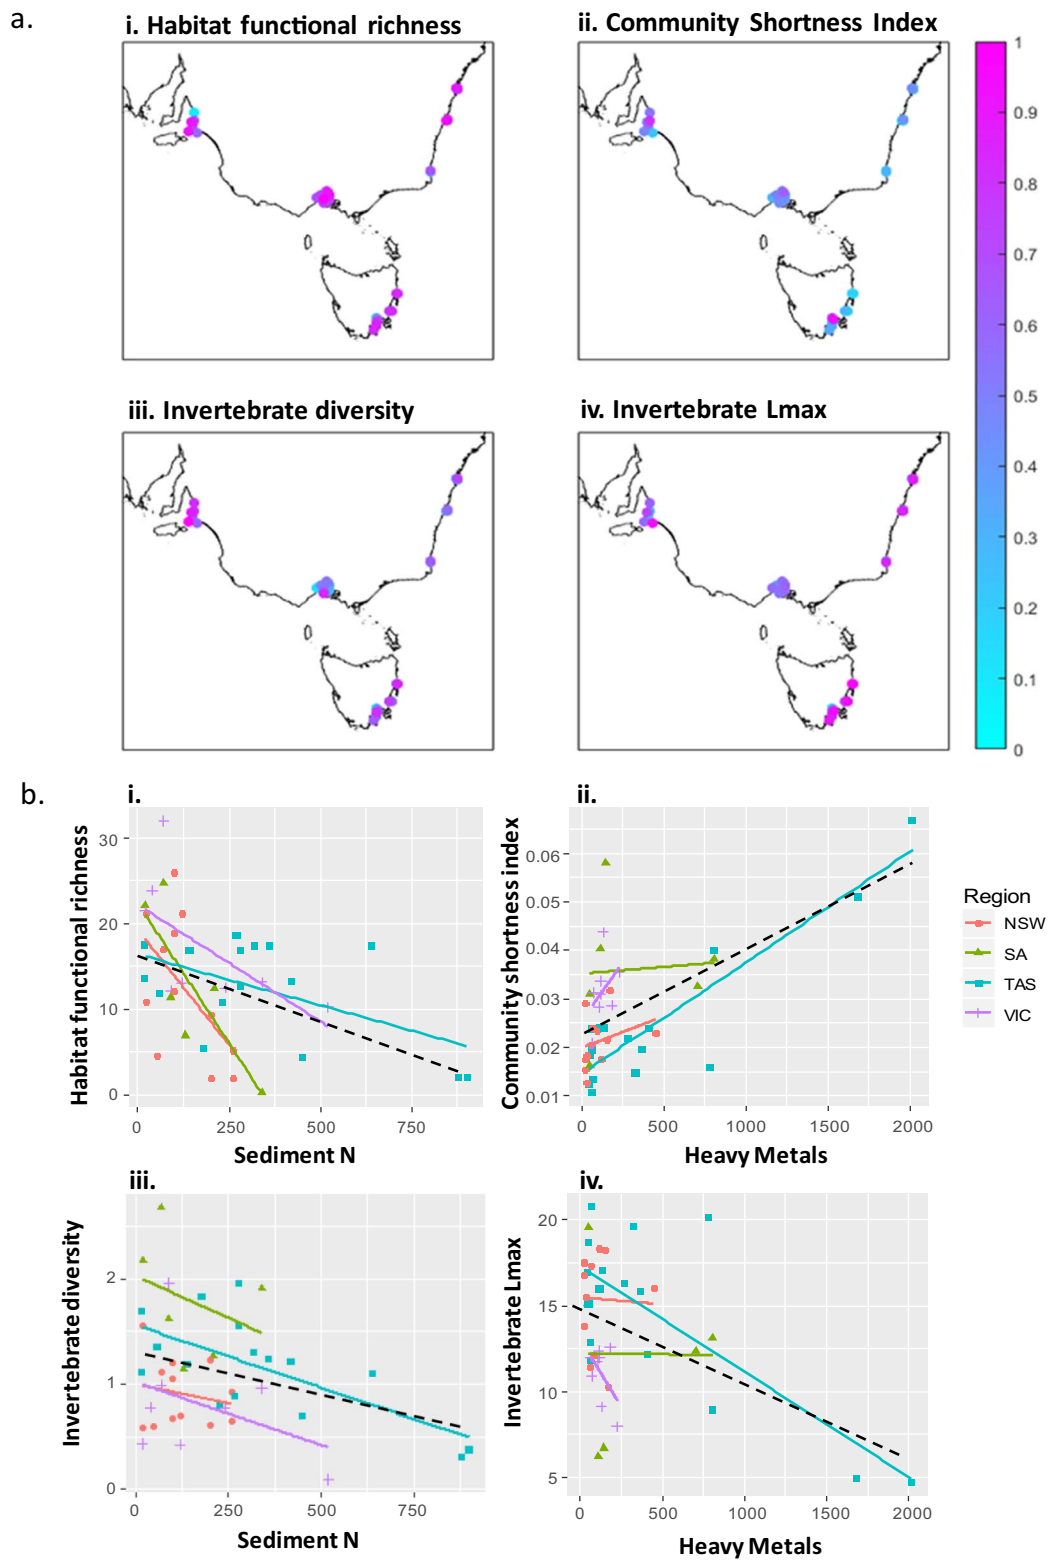 a.
i. Habitat functional richness
ii. Community Shortness Index
1
0.9
0.8
0.7
0.6
0.5
0.4
0.3
0.2
0.1
0
iii. Invertebrate diversity
iv. Invertebrate Lmax
b.
i.
Habitat functional richness
30
20
10
0
0 250 500 750
Sediment N
ii.
Community shortness index
0.06
0.05
0.04
0.03
0.02
0.01
0 500 1000 1500 2000
Heavy Metals
Region
NSW
SA
TAS
VIC
iii.
Invertebrate diversity
2
1
0
0 250 500 750
Sediment N
iv.
Invertebrate Lmax
20
15
10
5
0 500 1000 1500 2000
Heavy Metals